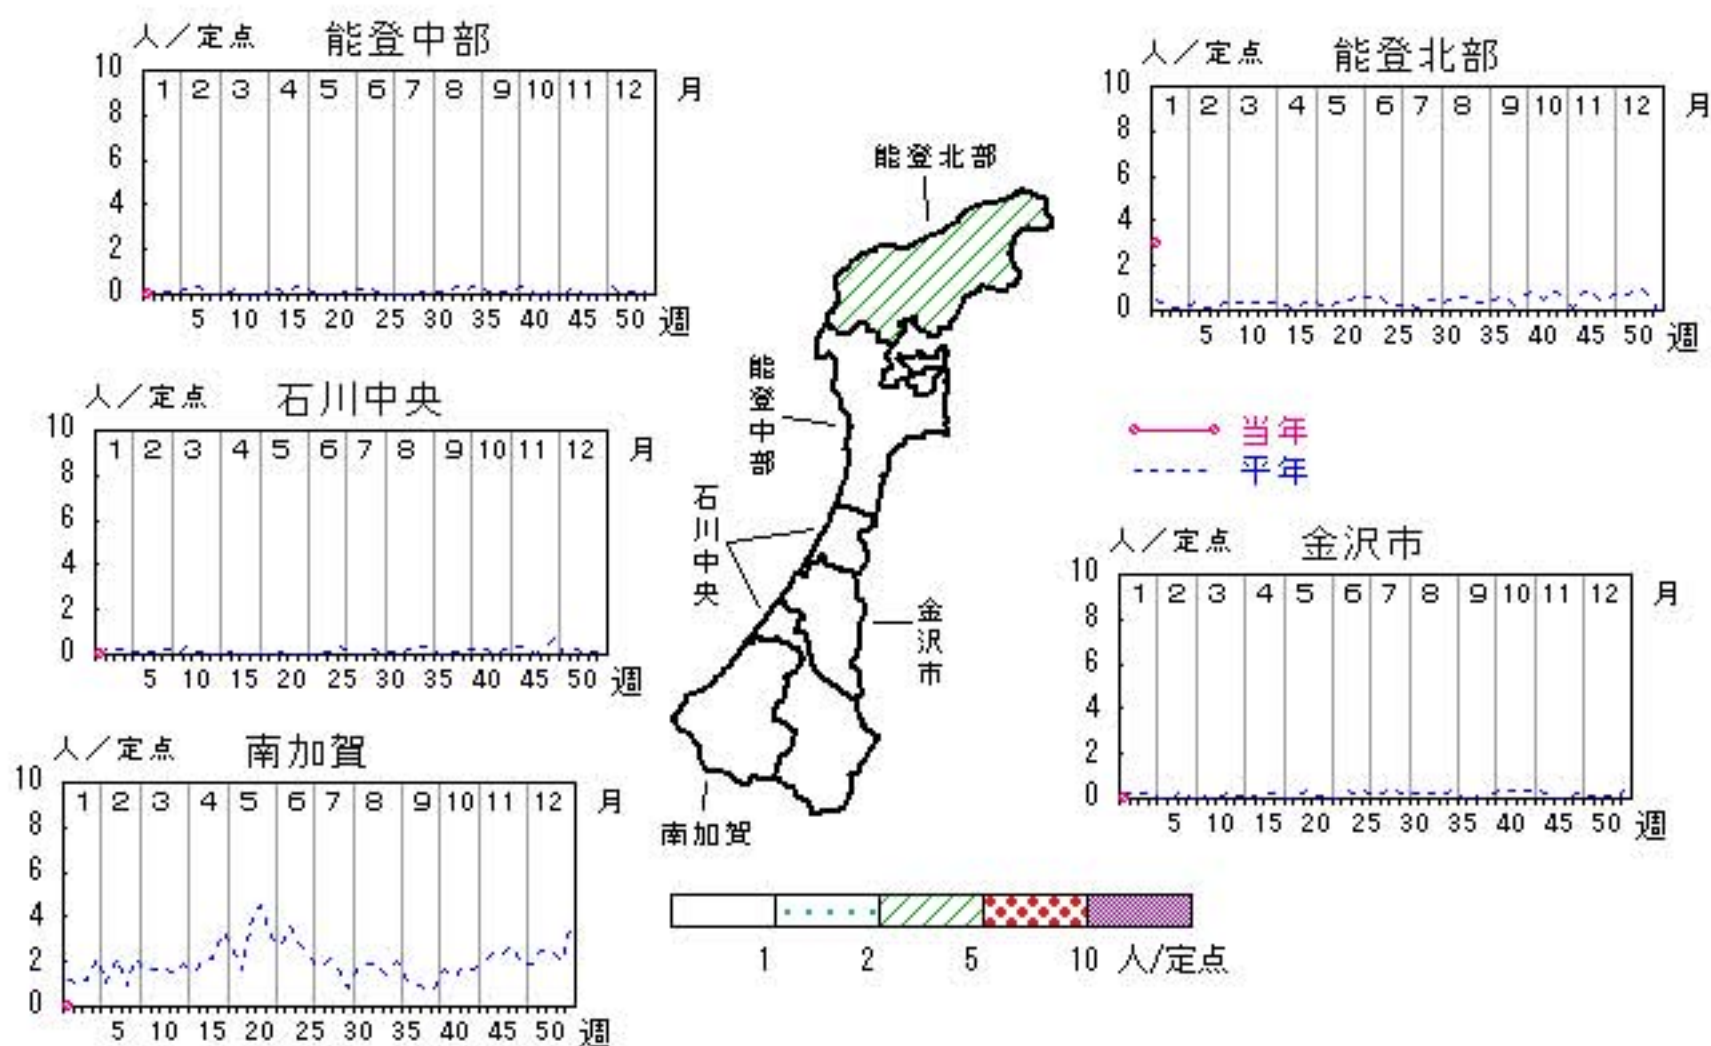 人／定点 能登中部
10 8 6 4 2 0
1 2 3 4 5 6 7 8 9 10 11 12 月
5 10 15 20 25 30 35 40 45 50 週
人／定点 能登北部
10 8 6 4 2 0
1 2 3 4 5 6 7 8 9 10 11 12 月
5 10 15 20 25 30 35 40 45 50 週
人／定点 石川中央
10 8 6 4 2 0
1 2 3 4 5 6 7 8 9 10 11 12 月
5 10 15 20 25 30 35 40 45 50 週
当年
平年
人／定点 金沢市
10 8 6 4 2 0
1 2 3 4 5 6 7 8 9 10 11 12 月
5 10 15 20 25 30 35 40 45 50 週
人／定点 南加賀
10 8 6 4 2 0
1 2 3 4 5 6 7 8 9 10 11 12 月
5 10 15 20 25 30 35 40 45 50 週
能登北部
能登中部
石川中央
金沢市
南加賀
1 2 5 10 人/定点